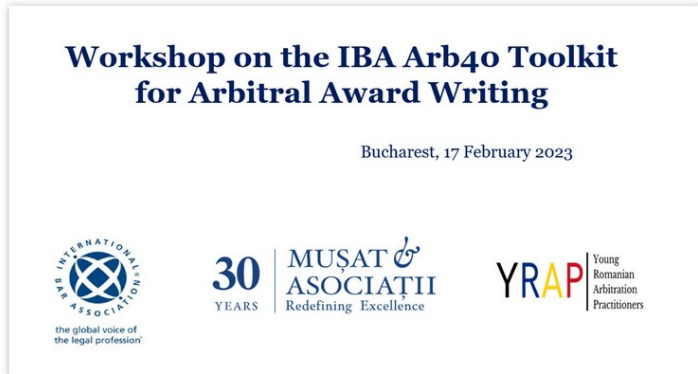 Workshop on the IBA Arb40 Toolkit
for Arbitral Award Writing
Bucharest, 17 February 2023
INTERNATIONAL BAR ASSOCIATION
the global voice of
the legal profession®
30
YEARS
MUȘAT &
ASOCIAȚII
Redefining Excellence
YRAP
Young
Romanian
Arbitration
Practitioners